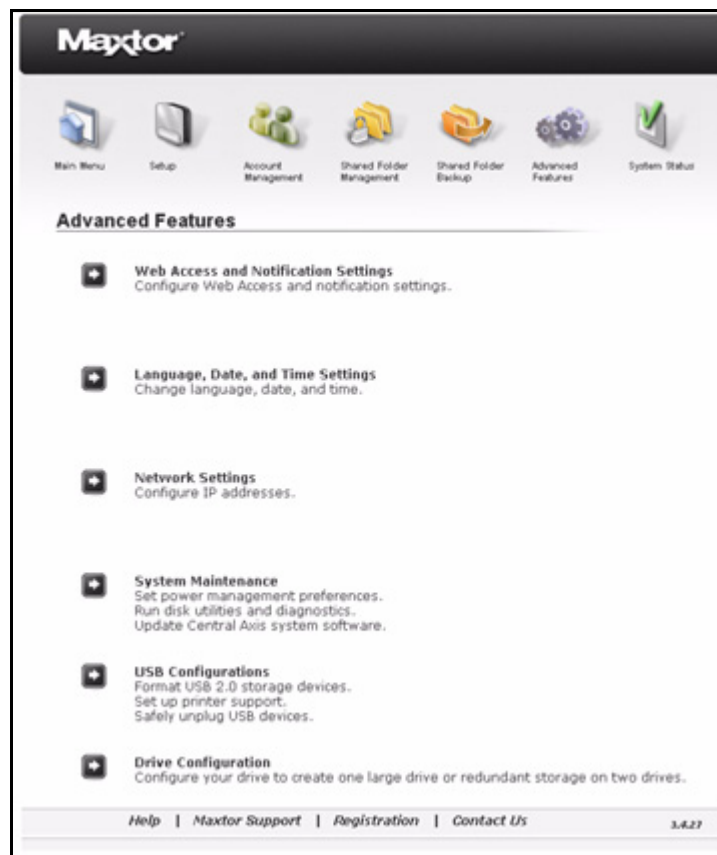 Maxtor
Main Menu
Setup
Account
Management
Shared Folder
Management
Shared Folder
Backup
Advanced
Features
System Status
Advanced Features
Web Access and Notification Settings
Configure Web Access and notification settings.
Language, Date, and Time Settings
Change language, date, and time.
Network Settings
Configure IP addresses.
System Maintenance
Set power management preferences.
Run disk utilities and diagnostics.
Update Central Axis system software.
USB Configurations
Format USB 2.0 storage devices.
Set up printer support.
Safely unplug USB devices.
Drive Configuration
Configure your drive to create one large drive or redundant storage on two drives.
Help | Maxtor Support | Registration | Contact Us 3.4.27